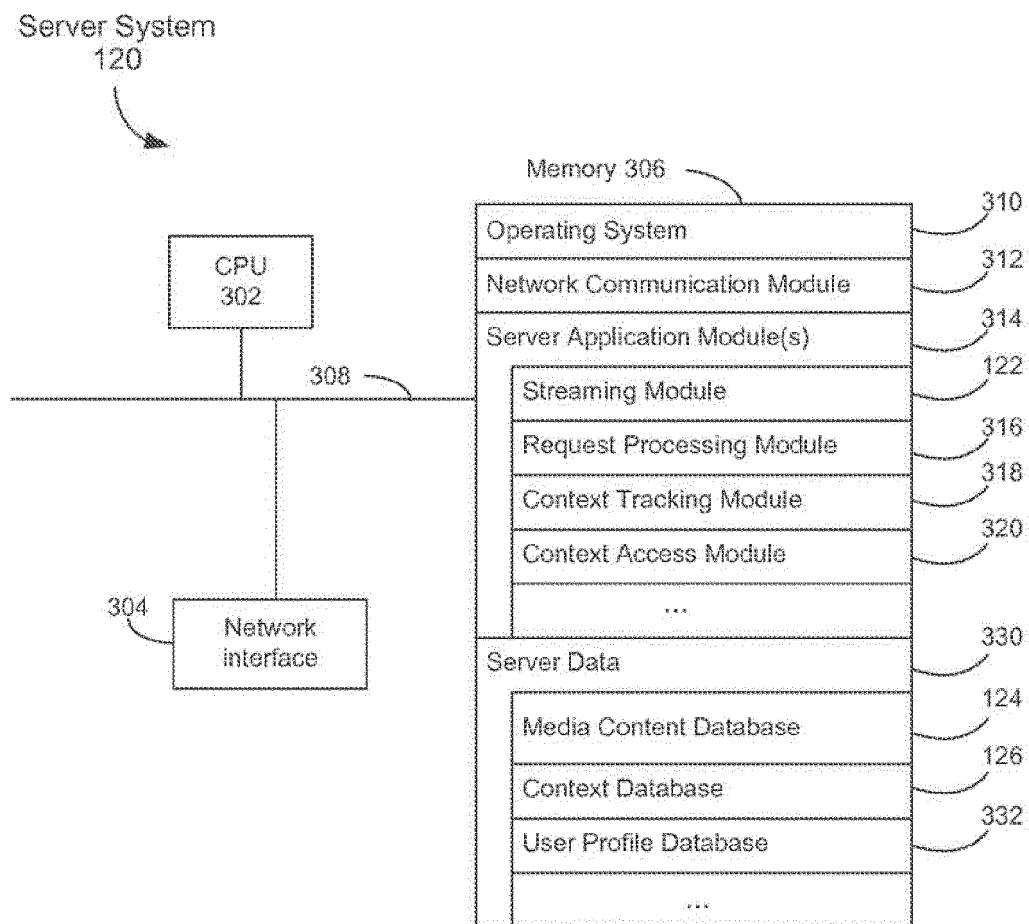 Server System
120
Memory 306
310
Operating System
CPU
302
312
Network Communication Module
314
Server Application Module(s)
308
122
Streaming Module
316
Request Processing Module
318
Context Tracking Module
320
Context Access Module
...
304
Network
interface
330
Server Data
124
Media Content Database
126
Context Database
332
User Profile Database
...